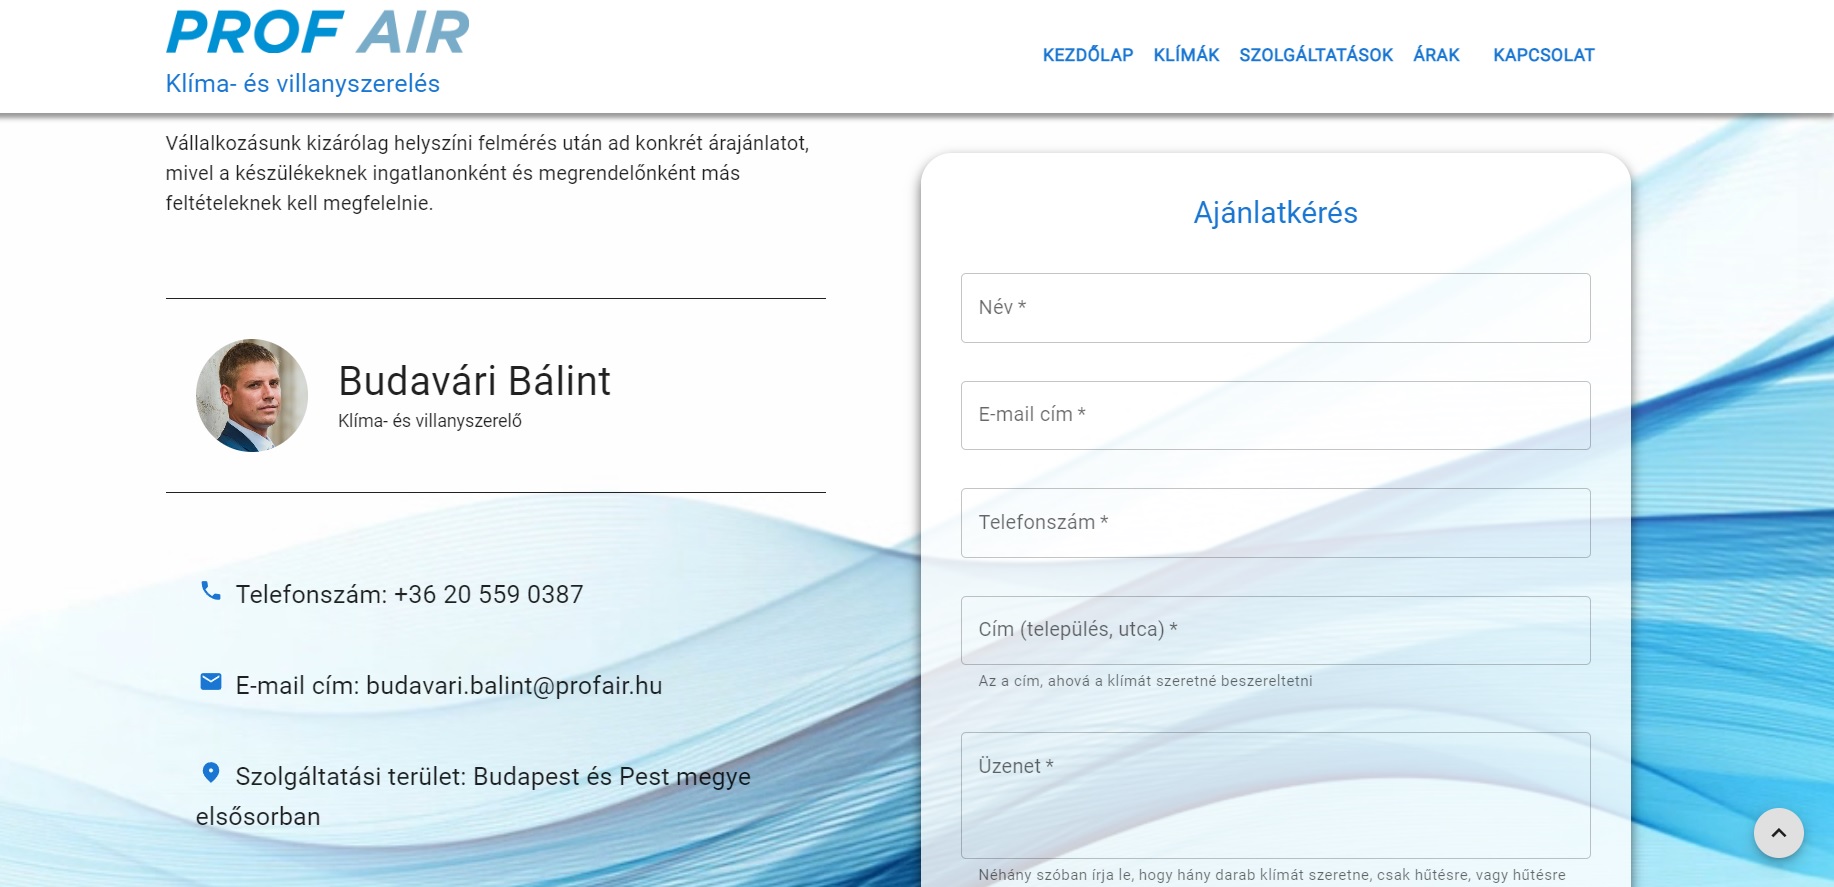 PROF AIR
Klíma- és villanyszerelés
KEZDŐLAP KLÍMÁK SZOLGÁLTATÁSOK ÁRAK KAPCSOLAT
Vállalkozásunk kizárólag helyszíni felmérés után ad konkrét árajánlatot,
mivel a készülékeknek ingatlanonként és megrendelőnként más
feltételeknek kell megfelelnie.
Budavári Bálint
Klíma- és villanyszerelő
Telefonszám: +36 20 559 0387
E-mail cím: budavari.balint@profair.hu
Szolgáltatási terület: Budapest és Pest megye
elsősorban
Ajánlatkérés
Név *
E-mail cím *
Telefonszám *
Cím (település, utca) *
Az a cím, ahová a klímát szeretné beszereltetni
Üzenet *
Néhány szóban írja le, hogy hány darab klímát szeretne, csak hűtésre, vagy hűtésre